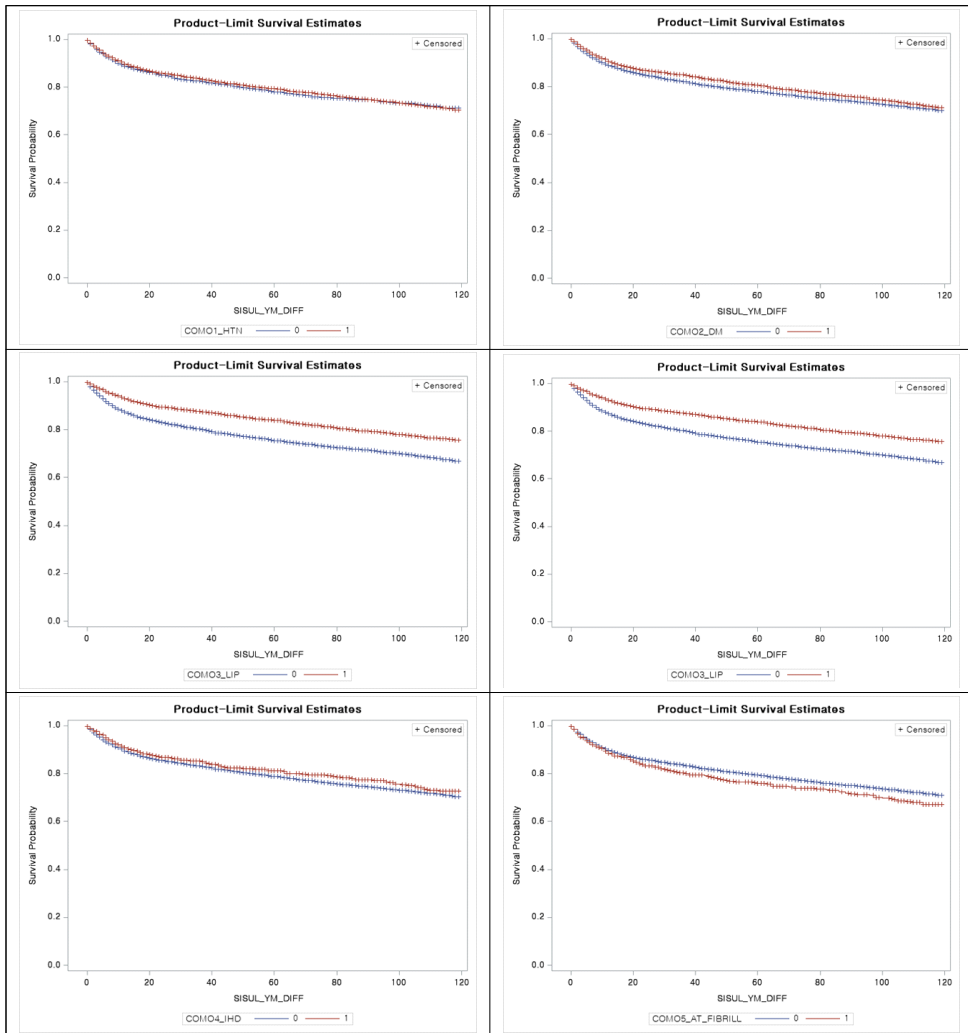 Product-Limit Survival Estimates
1.0
+ Censored
0.8
0.6
Survival Probability
0.4
0.2
0.0
0 20 40 60 80 100 120
SISUL_YM_DIFF
COMO1_HTN 0 1
Product-Limit Survival Estimates
1.0
+ Censored
0.8
0.6
Survival Probability
0.4
0.2
0.0
0 20 40 60 80 100 120
SISUL_YM_DIFF
COMO2_DM 0 1
Product-Limit Survival Estimates
1.0
+ Censored
0.8
0.6
Survival Probability
0.4
0.2
0.0
0 20 40 60 80 100 120
SISUL_YM_DIFF
COMO3_LIP 0 1
Product-Limit Survival Estimates
1.0
+ Censored
0.8
0.6
Survival Probability
0.4
0.2
0.0
0 20 40 60 80 100 120
SISUL_YM_DIFF
COMO3_LIP 0 1
Product-Limit Survival Estimates
1.0
+ Censored
0.8
0.6
Survival Probability
0.4
0.2
0.0
0 20 40 60 80 100 120
SISUL_YM_DIFF
COMO4_IHD 0 1
Product-Limit Survival Estimates
1.0
+ Censored
0.8
0.6
Survival Probability
0.4
0.2
0.0
0 20 40 60 80 100 120
SISUL_YM_DIFF
COMO5_AT_FIBRILL 0 1